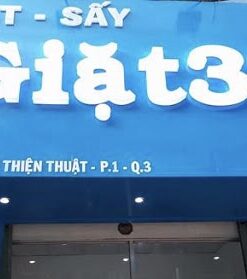 T - SẤY
Giặt3
THIỆN THUẬT - P.1 - Q.3